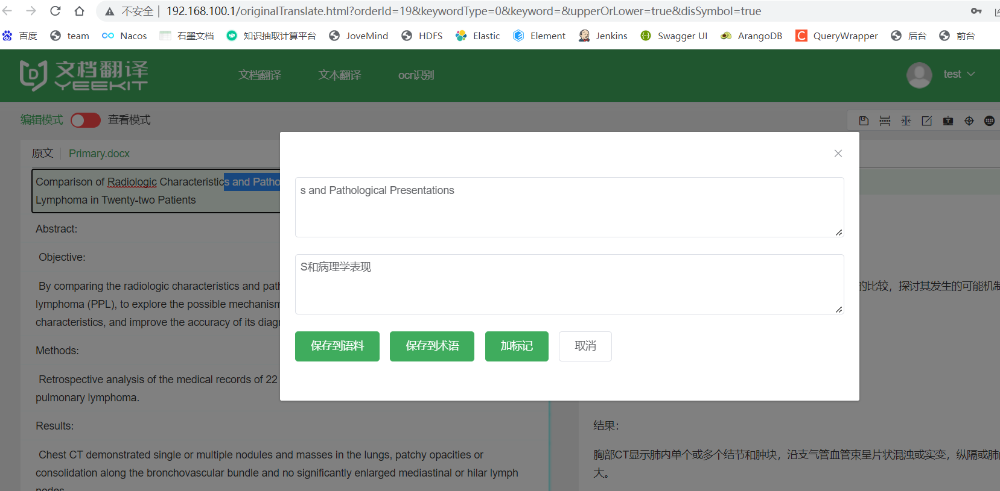 不安全 | 192.168.100.1/originalTranslate.html?orderId=19&keywordType=0&keyword=&upperOrLower=true&disSymbol=true
百度 team Nacos 石墨文档 知识抽取计算平台 JoveMind HDFS Elastic Element Jenkins Swagger UI ArangoDB QueryWrapper 后台 前台
文档翻译
YEEKIT
文档翻译 文本翻译 ocr识别 test
编辑模式 查看模式
原文 Primary.docx
Comparison of Radiologic Characteristics and Patho
Lymphoma in Twenty-two Patients
Abstract:
Objective:
By comparing the radiologic characteristics and path
lymphoma (PPL), to explore the possible mechanism
characteristics, and improve the accuracy of its diag
Methods:
Retrospective analysis of the medical records of 22
pulmonary lymphoma.
Results:
Chest CT demonstrated single or multiple nodules and masses in the lungs, patchy opacities or
consolidation along the bronchovascular bundle and no significantly enlarged mediastinal or hilar lymph
nodes
s and Pathological Presentations
S和病理学表现
保存到语料 保存到术语 加标记 取消
的比较，探讨其发生的可能机制
结果：
胸部CT显示肺内单个或多个结节和肿块，沿支气管血管束呈片状混浊或实变，纵隔或肺
大。